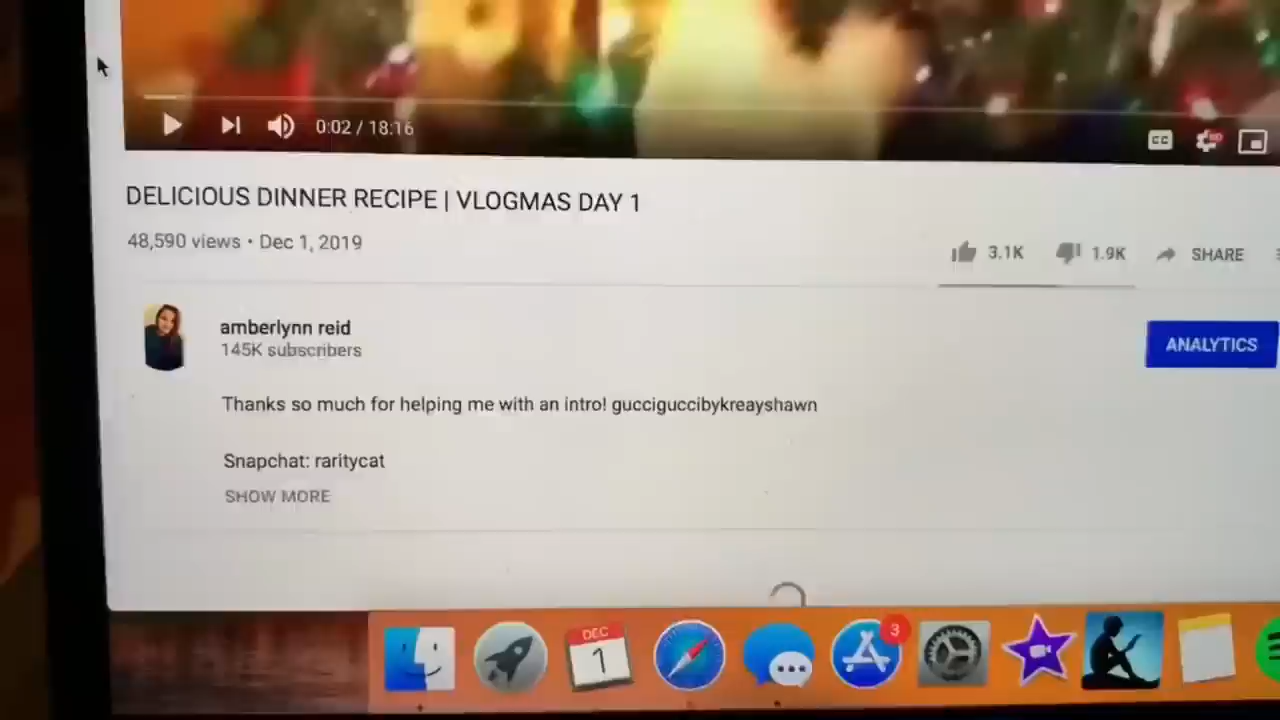 0:02 / 18:16
CC
HD
DELICIOUS DINNER RECIPE | VLOGMAS DAY 1
48,590 views • Dec 1, 2019
3.1K 1.9K SHARE
amberlynn reid
145K subscribers
ANALYTICS
Thanks so much for helping me with an intro! gucciguccibykreayshawn
Snapchat: raritycat
SHOW MORE
DEC
1
3